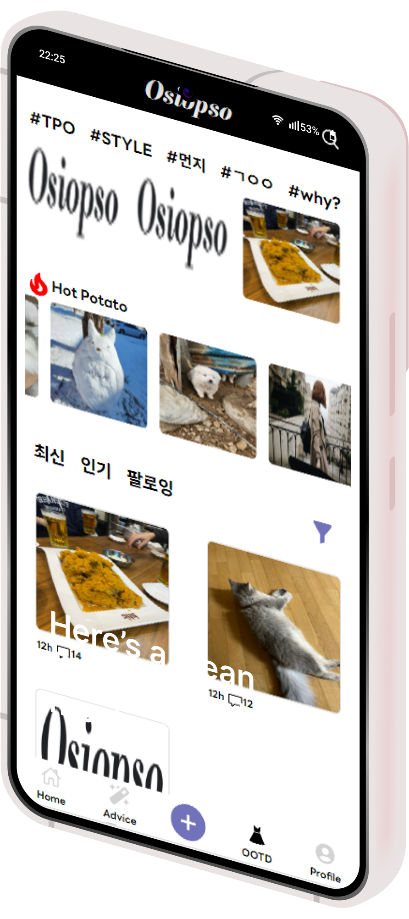 22:25
Osiopso
53%
#TPO #STYLE #먼지 #ㄱㅇㅇ #why?
Osiopso Osiopso
Hot Potato
최신 인기 팔로잉
Here's a ean
12h 14
12h 12
Osiopso
Home Advice OOTD Profile